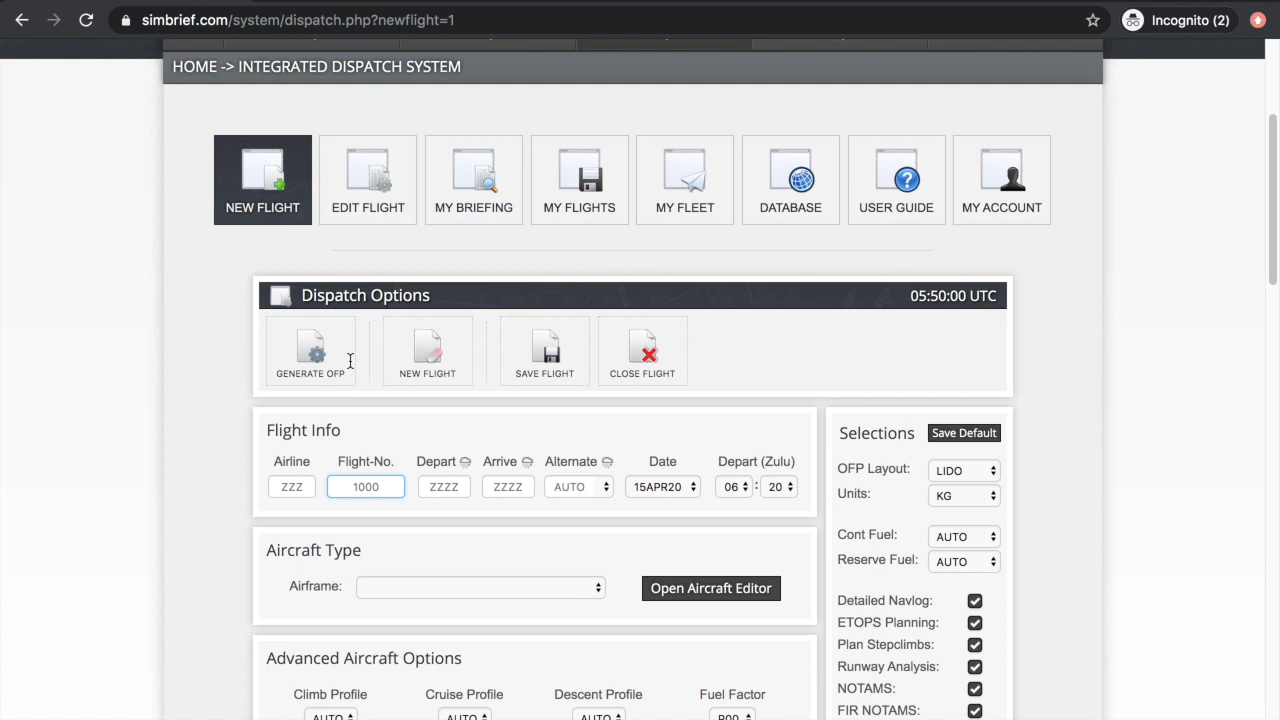 simbrief.com/system/dispatch.php?newflight=1
Incognito (2)
HOME -> INTEGRATED DISPATCH SYSTEM
NEW FLIGHT
EDIT FLIGHT
MY BRIEFING
MY FLIGHTS
MY FLEET
DATABASE
USER GUIDE
MY ACCOUNT
Dispatch Options
05:50:00 UTC
GENERATE OFP
NEW FLIGHT
SAVE FLIGHT
CLOSE FLIGHT
Flight Info
Airline Flight-No. Depart Arrive Alternate Date Depart (Zulu)
ZZZ 1000 ZZZZ ZZZZ AUTO 15APR20 06 : 20
Aircraft Type
Airframe:
Open Aircraft Editor
Advanced Aircraft Options
Climb Profile Cruise Profile Descent Profile Fuel Factor
AUTO AUTO AUTO P00
Selections
Save Default
OFP Layout: LIDO
Units: KG
Cont Fuel: AUTO
Reserve Fuel: AUTO
Detailed Navlog:
ETOPS Planning:
Plan Stepclimbs:
Runway Analysis:
NOTAMS:
FIR NOTAMS: